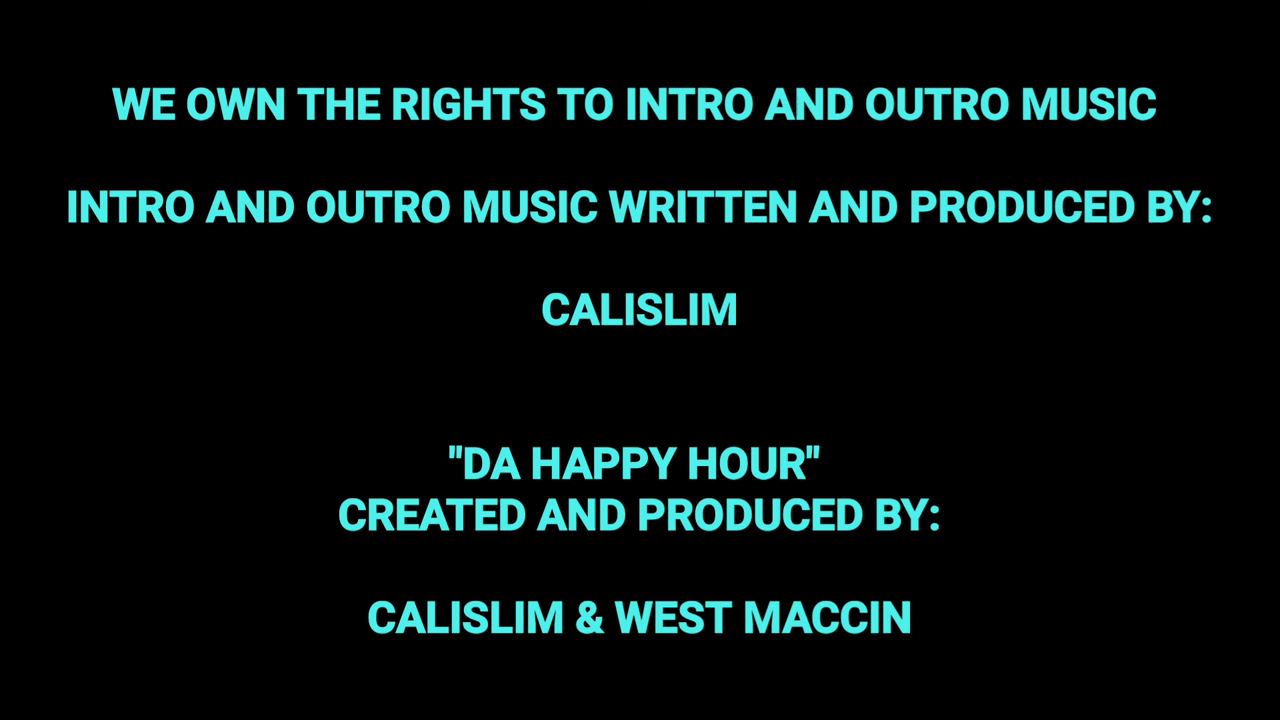 WE OWN THE RIGHTS TO INTRO AND OUTRO MUSIC
INTRO AND OUTRO MUSIC WRITTEN AND PRODUCED BY:
CALISLIM
"DA HAPPY HOUR"
CREATED AND PRODUCED BY:
CALISLIM & WEST MACCIN